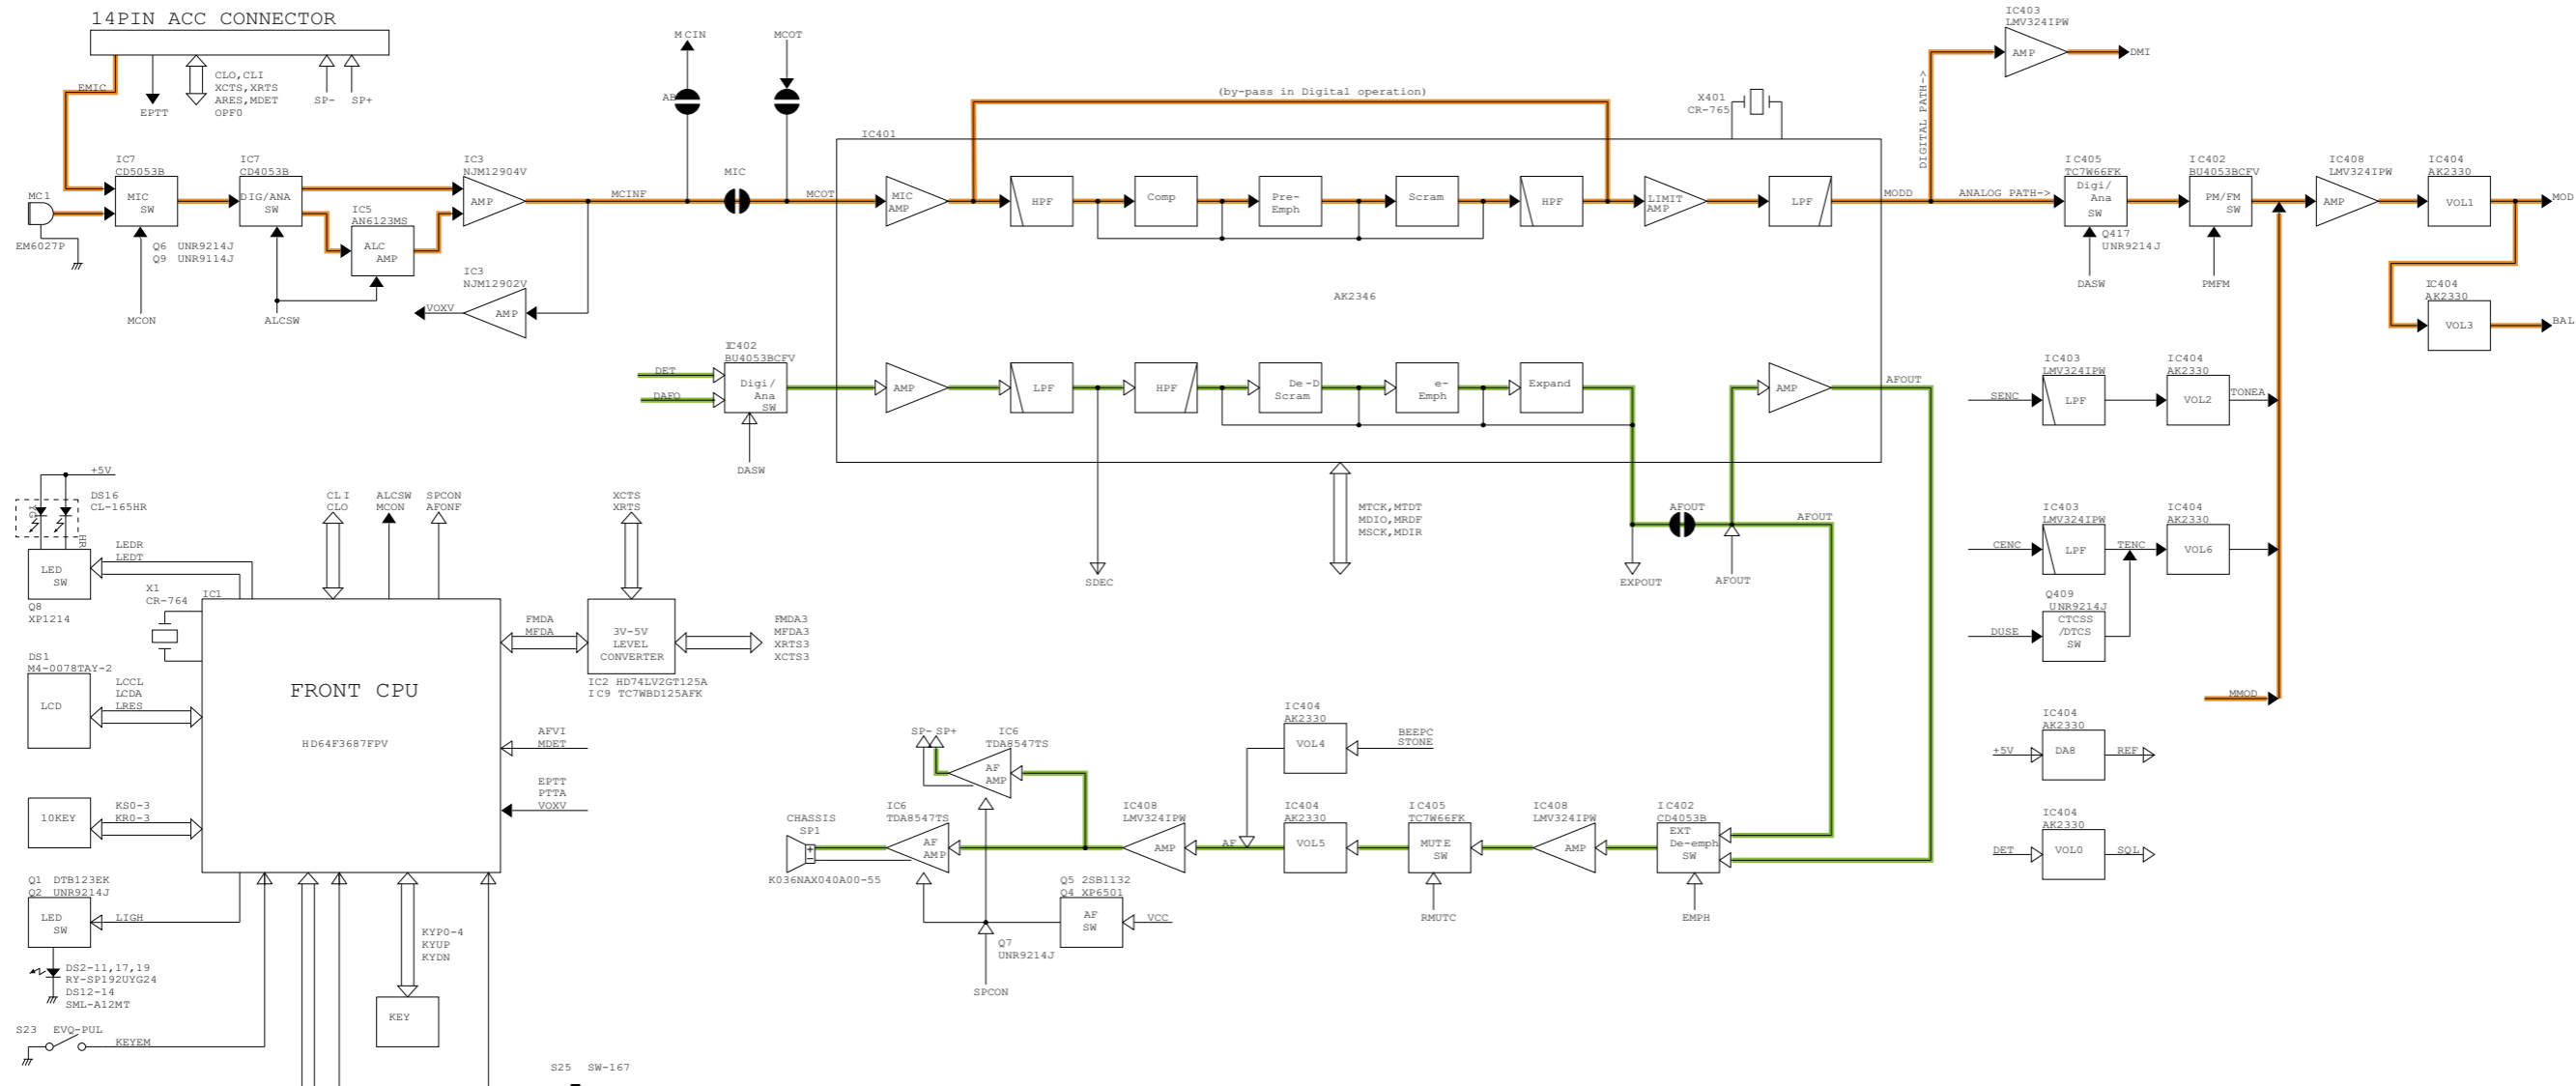 14PIN ACC CONNECTOR
EMIC
EPTT
CLO,CLI
XCTS,XRTS
ARES,MDET
OPF0
SP-
SP+
MC1
EM6027P
IC7
CD5053B
MIC
SW
MCON
Q6 UNR9214J
Q9 UNR9114J
IC7
CD4053B
DIG/ANA
SW
ALCSW
IC5
AN6123MS
ALC
AMP
IC3
NJM12904V
AMP
IC3
NJM12902V
AMP
VOXV
MCINF
MCIN
MIC
MCOT
MCOT
IC401
(by-pass in Digital operation)
X401
CR-765
MIC
AMP
HPF
Comp
Pre-
Emph
Scram
HPF
LIMIT
AMP
LPF
AK2346
MODD
DIGITAL PATH->
IC403
LMV324IPW
AMP
DMI
ANALOG PATH->
IC405
TC7W66FK
Digi/
Ana
SW
Q417
UNR9214J
DASW
IC402
BU4053BCFV
PM/FM
SW
PMFM
IC408
LMV324IPW
AMP
IC404
AK2330
VOL1
MOD
IC404
AK2330
VOL3
BAL
IC402
BU4053BCFV
DET
DAFO
Digi/
Ana
SW
DASW
AMP
LPF
HPF
De-D
Scram
e-
Emph
Expand
AMP
AFOUT
SDEC
MTCK,MTDT
MDIO,MRDF
MSCK,MDIR
EXPOUT
AFOUT
AFOUT
AFOUT
SENC
IC403
LMV324IPW
LPF
IC404
AK2330
VOL2
TONEA
CENC
IC403
LMV324IPW
LPF
TENC
IC404
AK2330
VOL6
Q409
UNR9214J
DUSE
CTCSS
/DTCS
SW
MMOD
IC404
AK2330
+5V
DA8
REF
IC404
AK2330
DET
VOL0
SQL
+5V
DS16
CL-165HR
YG
HR
LED
SW
LEDR
LEDT
Q8
XP1214
X1
CR-764
IC1
CLI
CLO
ALCSW
MCON
SPCON
AFONF
XCTS
XRTS
FMDA
MFDA
3V-5V
LEVEL
CONVERTER
IC2 HD74LV2GT125A
IC9 TC7WBD125AFK
FMDA3
MFDA3
XRTS3
XCTS3
DS1
M4-0078TAY-2
LCD
LCCL
LCDA
LRES
FRONT CPU
HD64F3687FPV
AFVI
MDET
EPTT
PTTA
VOXV
10KEY
KS0-3
KR0-3
Q1 DTB123EK
Q2 UNR9214J
LED
SW
LIGH
DS2-11,17,19
RY-SP192UYG24
DS12-14
SML-A12MT
S23 EVQ-PUL
KEYEM
KYP0-4
KYUP
KYDN
KEY
S25 SW-167
SP- SP+
IC6
TDA8547TS
AF
AMP
CHASSIS
SP1
K036NAX040A00-55
IC6
TDA8547TS
AF
AMP
IC408
LMV324IPW
AMP
AF
IC404
AK2330
VOL4
BEEPC
STONE
IC404
AK2330
VOL5
IC405
TC7W66FK
MUTE
SW
RMUTC
IC408
LMV324IPW
AMP
IC402
CD4053B
EXT
De-emph
SW
EMPH
Q5 2SB1132
Q4 XP6501
AF
SW
VCC
Q7
UNR9214J
SPCON